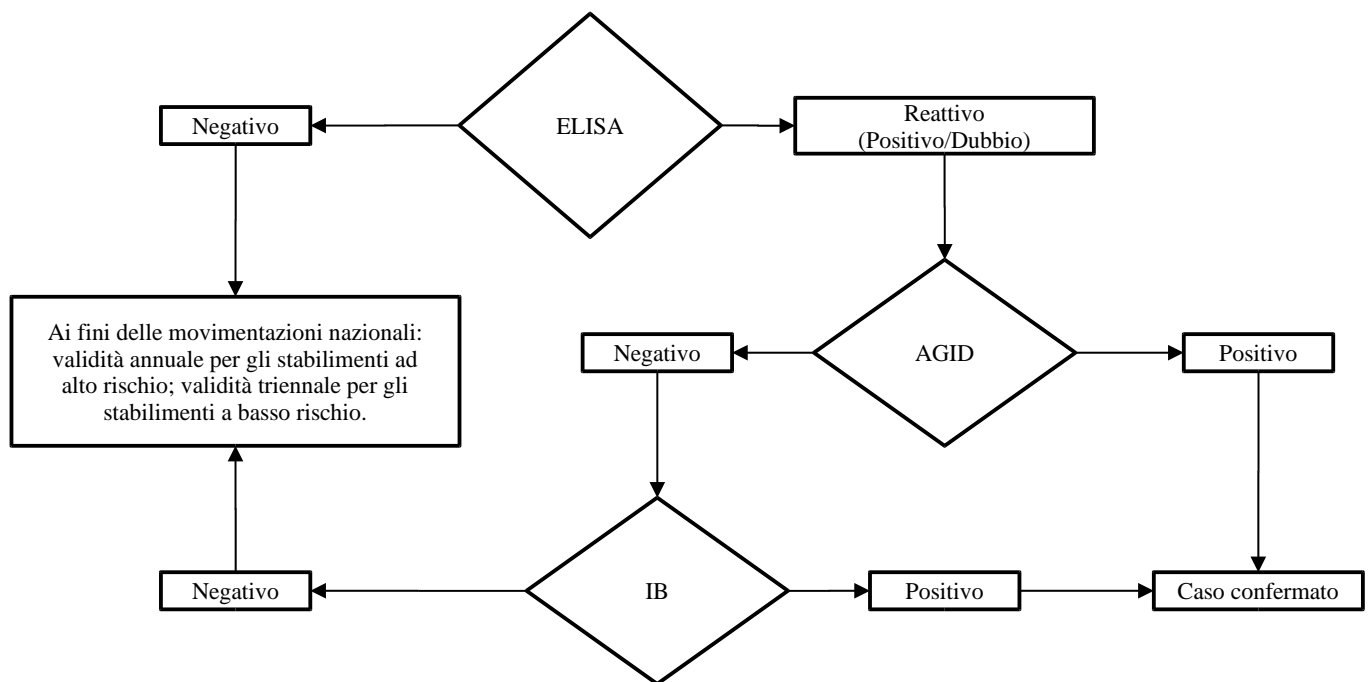 Negativo
ELISA
Reattivo
(Positivo/Dubbio)
Ai fini delle movimentazioni nazionali:
validità annuale per gli stabilimenti ad
alto rischio; validità triennale per gli
stabilimenti a basso rischio.
Negativo
AGID
Positivo
Negativo
IB
Positivo
Caso confermato